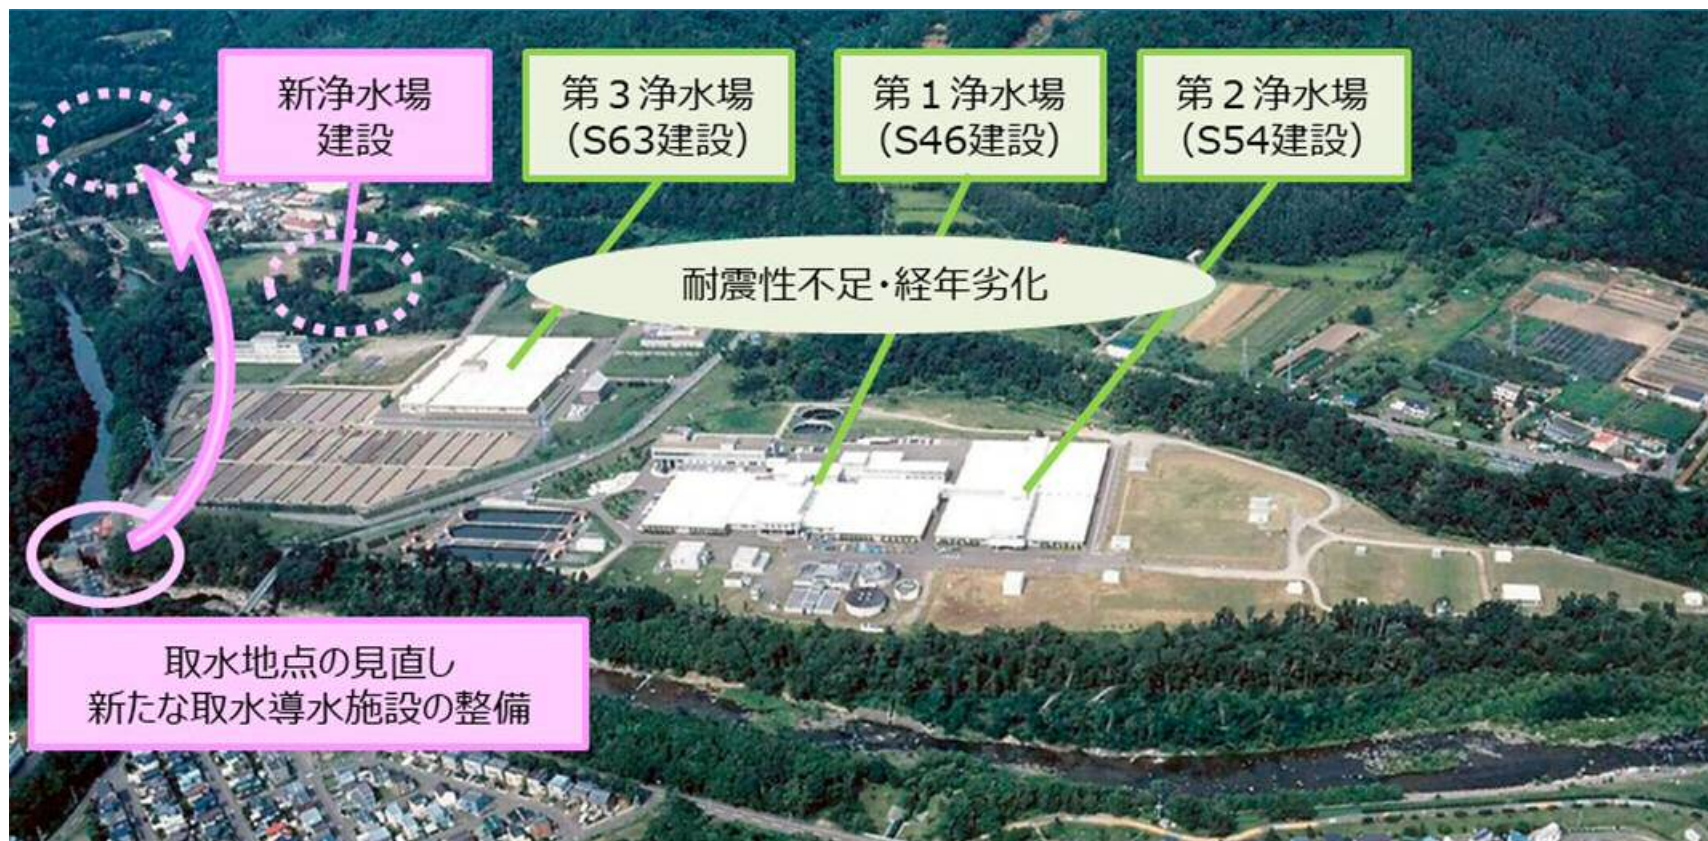 新浄水場
建設
第３浄水場
(S63建設)
第１浄水場
(S46建設)
第２浄水場
(S54建設)
耐震性不足・経年劣化
取水地点の見直し
新たな取水導水施設の整備